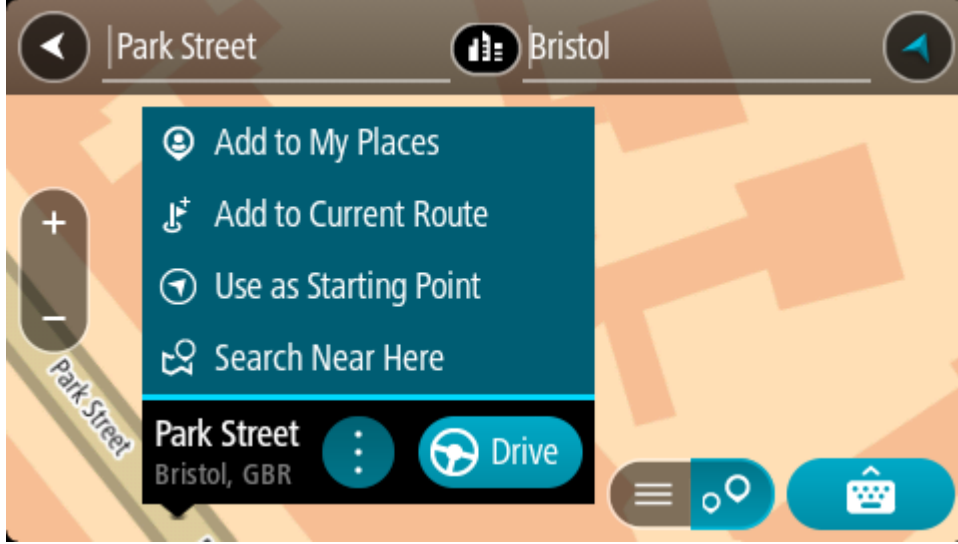 Park Street
Bristol
Add to My Places
Add to Current Route
Use as Starting Point
Search Near Here
Park Street
Park Street
Bristol, GBR
Drive